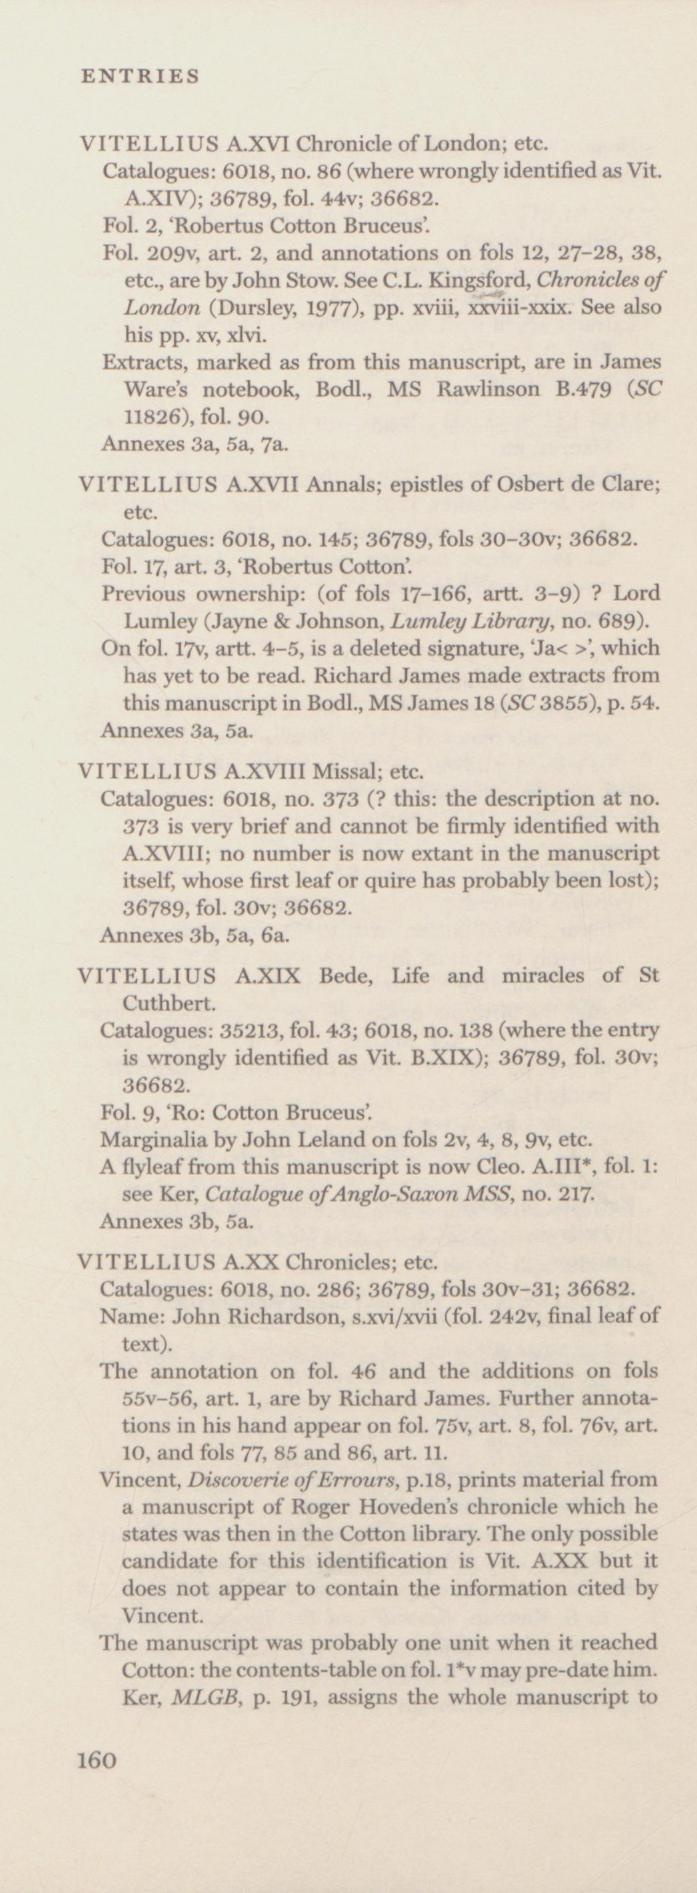 ENTRIES
VITELLIUS A.XVI Chronicle of London; etc.
Catalogues: 6018, no. 86 (where wrongly identified as Vit.
A.XIV); 36789, fol. 44v; 36682.
Fol. 2, ‘Robertus Cotton Bruceus’.
Fol. 209v, art. 2, and annotations on fols 12, 27–28, 38,
etc., are by John Stow. See C.L. Kingsford, Chronicles of
London (Dursley, 1977), pp. xviii, xxviii-xxix. See also
his pp. xv, xlvi.
Extracts, marked as from this manuscript, are in James
Ware’s notebook, Bodl., MS Rawlinson B.479 (SC
11826), fol. 90.
Annexes 3a, 5a, 7a.
VITELLIUS A.XVII Annals; epistles of Osbert de Clare;
etc.
Catalogues: 6018, no. 145; 36789, fols 30–30v; 36682.
Fol. 17, art. 3, ‘Robertus Cotton’.
Previous ownership: (of fols 17–166, artt. 3–9) ? Lord
Lumley (Jayne & Johnson, Lumley Library, no. 689).
On fol. 17v, artt. 4–5, is a deleted signature, ‘Ja< >’, which
has yet to be read. Richard James made extracts from
this manuscript in Bodl., MS James 18 (SC 3855), p. 54.
Annexes 3a, 5a.
VITELLIUS A.XVIII Missal; etc.
Catalogues: 6018, no. 373 (? this: the description at no.
373 is very brief and cannot be firmly identified with
A.XVIII; no number is now extant in the manuscript
itself, whose first leaf or quire has probably been lost);
36789, fol. 30v; 36682.
Annexes 3b, 5a, 6a.
VITELLIUS A.XIX Bede, Life and miracles of St
Cuthbert.
Catalogues: 35213, fol. 43; 6018, no. 138 (where the entry
is wrongly identified as Vit. B.XIX); 36789, fol. 30v;
36682.
Fol. 9, ‘Ro: Cotton Bruceus’.
Marginalia by John Leland on fols 2v, 4, 8, 9v, etc.
A flyleaf from this manuscript is now Cleo. A.III*, fol. 1:
see Ker, Catalogue of Anglo-Saxon MSS, no. 217.
Annexes 3b, 5a.
VITELLIUS A.XX Chronicles; etc.
Catalogues: 6018, no. 286; 36789, fols 30v–31; 36682.
Name: John Richardson, s.xvi/xvii (fol. 242v, final leaf of
text).
The annotation on fol. 46 and the additions on fols
55v–56, art. 1, are by Richard James. Further annota-
tions in his hand appear on fol. 75v, art. 8, fol. 76v, art.
10, and fols 77, 85 and 86, art. 11.
Vincent, Discoverie of Errours, p.18, prints material from
a manuscript of Roger Hoveden’s chronicle which he
states was then in the Cotton library. The only possible
candidate for this identification is Vit. A.XX but it
does not appear to contain the information cited by
Vincent.
The manuscript was probably one unit when it reached
Cotton: the contents-table on fol. 1*v may pre-date him.
Ker, MLGB, p. 191, assigns the whole manuscript to
160